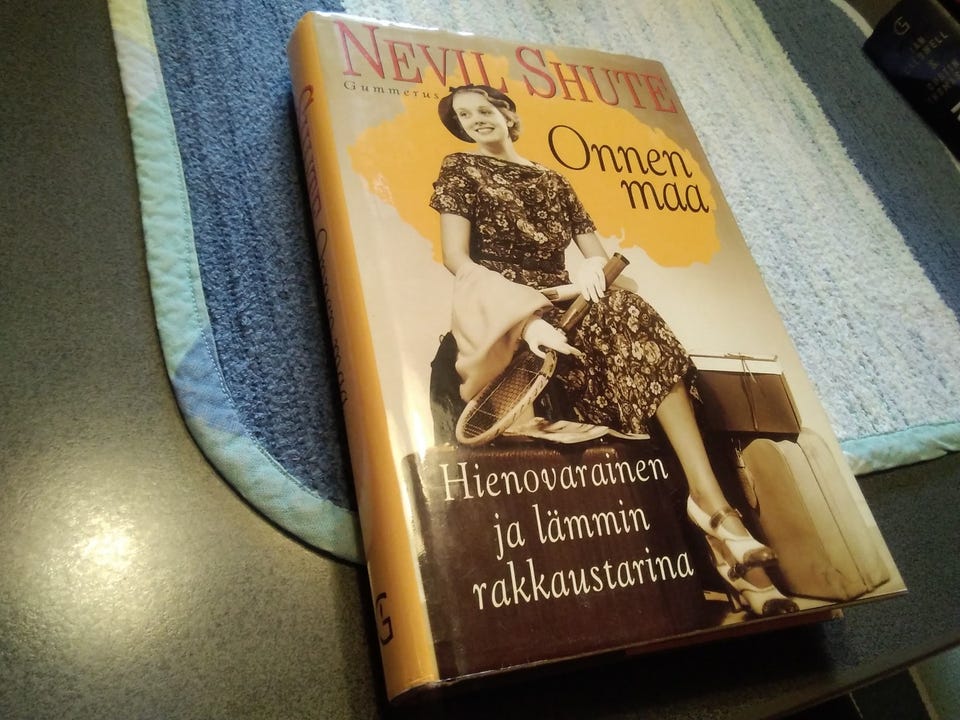 NEVIL SHUTE
Gummerus
Onnen
maa
Hienovarainen
ja lämmin
rakkaustarina
G